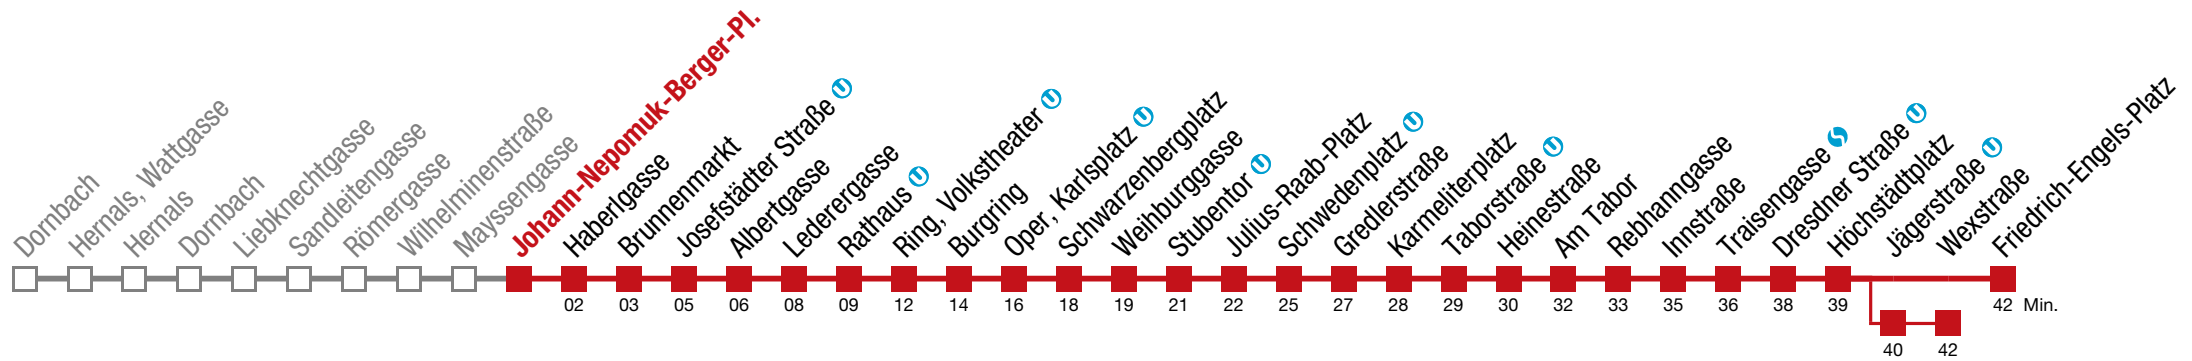 Dornbach
Hernals, Wattgasse
Hernals
Dornbach
Liebknechtgasse
Sandleitengasse
Römergasse
Wilhelminenstraße
Mayssengasse
Johann-Nepomuk-Berger-Pl.
Haberlgasse
Brunnenmarkt
Josefstädter Straße U
Albertgasse
Lederergasse
Rathaus U
Ring, Volkstheater U
Burgring
Oper, Karlsplatz U
Schwarzenbergplatz
Weihburggasse
Stubentor U
Julius-Raab-Platz
Schwedenplatz U
Gredlerstraße
Karmeliterplatz
Taborstraße U
Heinestraße
Am Tabor
Rebhanngasse
Innstraße
Traisengasse S
Dresdner Straße U
Höchstädtplatz
Jägerstraße U
Wexstraße
Friedrich-Engels-Platz
02 03 05 06 08 09 12 14 16 18 19 21 22 25 27 28 29 30 32 33 35 36 38 39 42 Min.
40 42